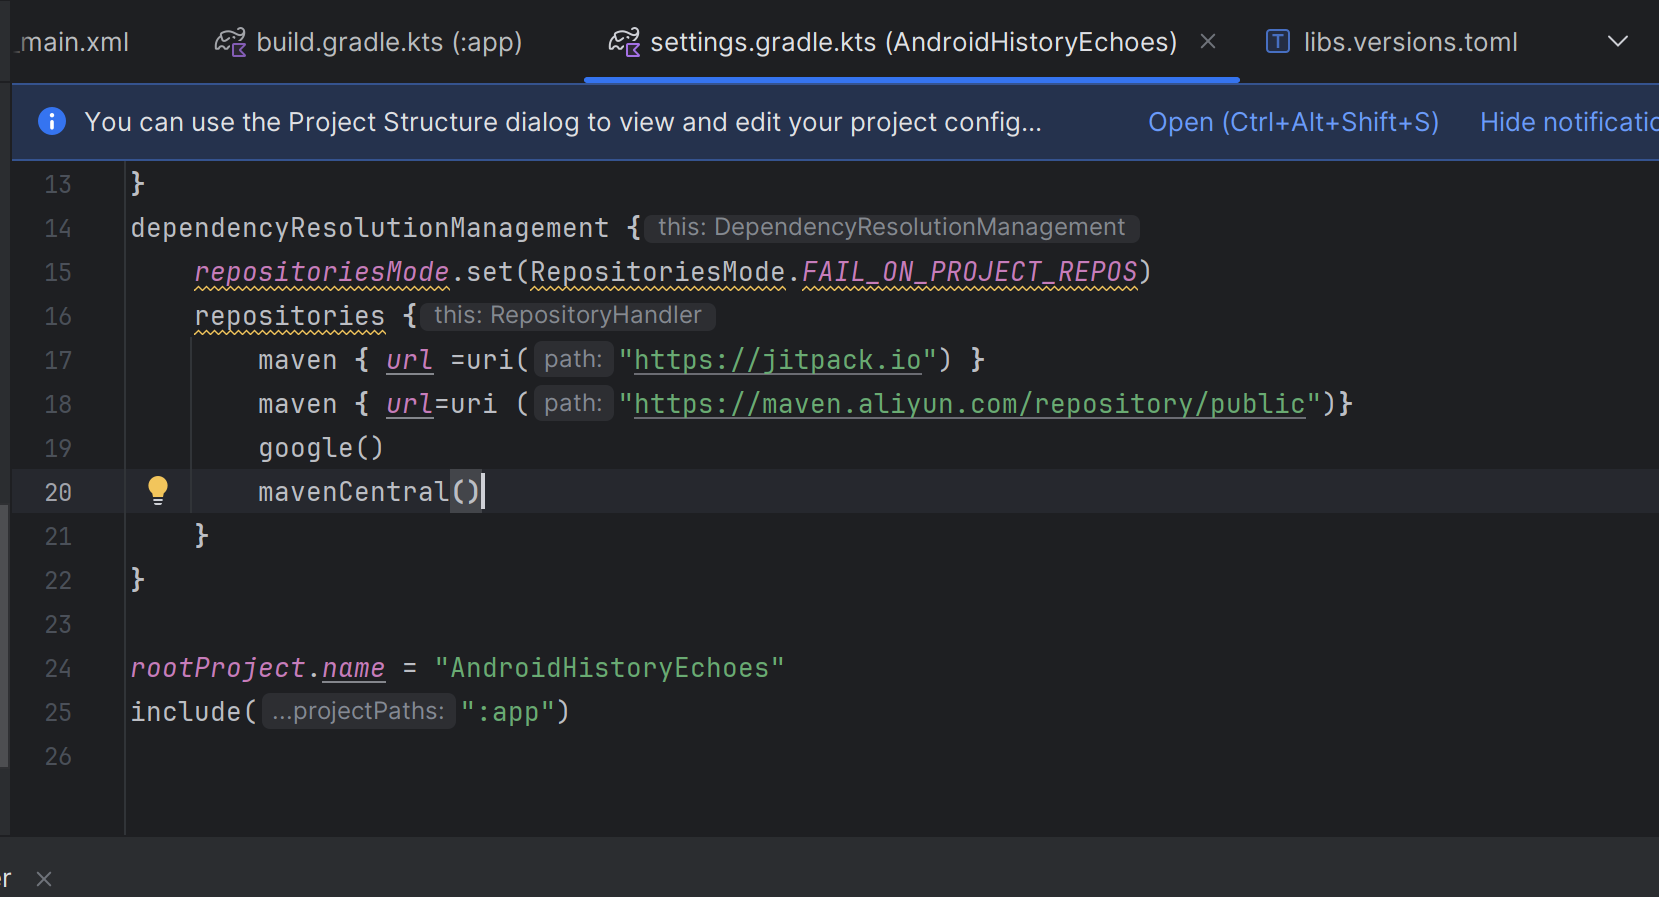 _main.xml build.gradle.kts (:app) settings.gradle.kts (AndroidHistoryEchoes) libs.versions.toml
You can use the Project Structure dialog to view and edit your project config... Open (Ctrl+Alt+Shift+S) Hide notificatio
13 }
14 dependencyResolutionManagement { this: DependencyResolutionManagement
15 repositoriesMode.set(RepositoriesMode.FAIL_ON_PROJECT_REPOS)
16 repositories { this: RepositoryHandler
17 maven { url =uri( path: "https://jitpack.io") }
18 maven { url=uri ( path: "https://maven.aliyun.com/repository/public")}
19 google()
20 mavenCentral()
21 }
22 }
23
24 rootProject.name = "AndroidHistoryEchoes"
25 include( ...projectPaths: ":app")
26
er